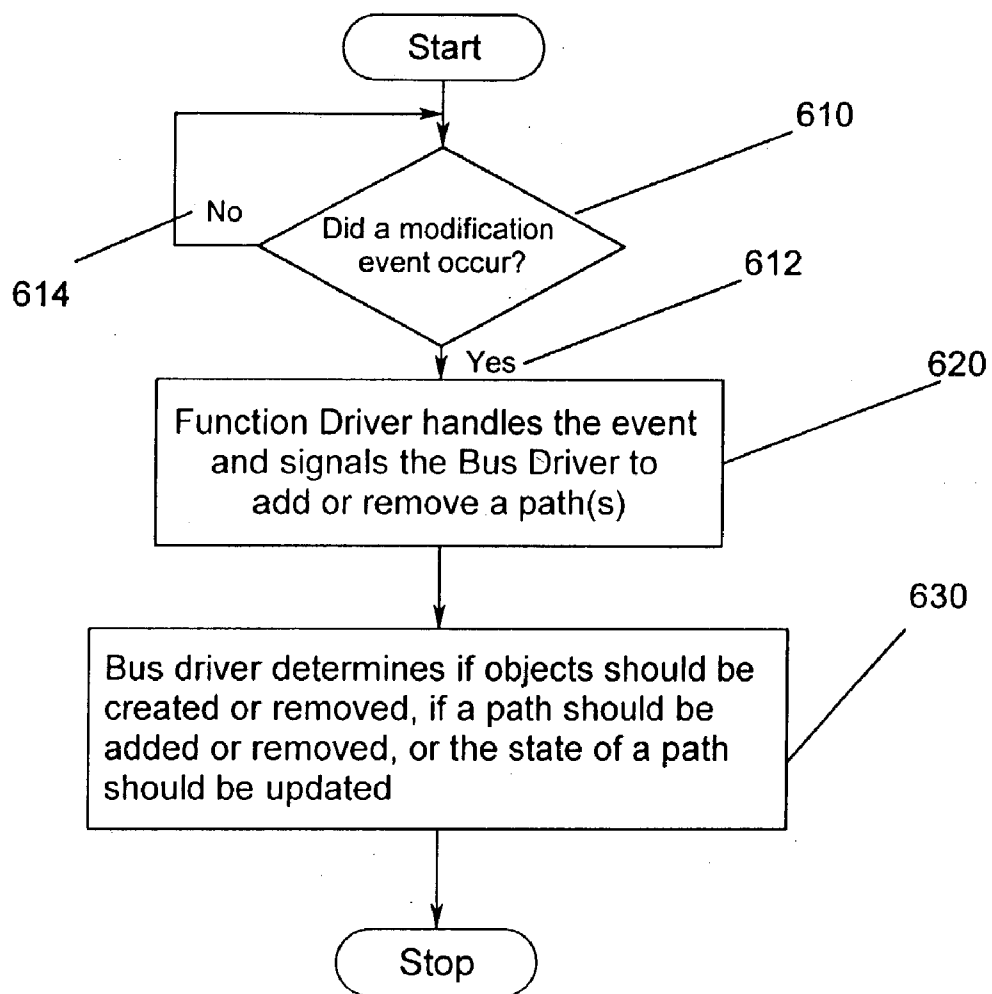 Start
610
No
Did a modification
event occur?
612
614
Yes
620
Function Driver handles the event
and signals the Bus Driver to
add or remove a path(s)
630
Bus driver determines if objects should be
created or removed, if a path should be
added or removed, or the state of a path
should be updated
Stop